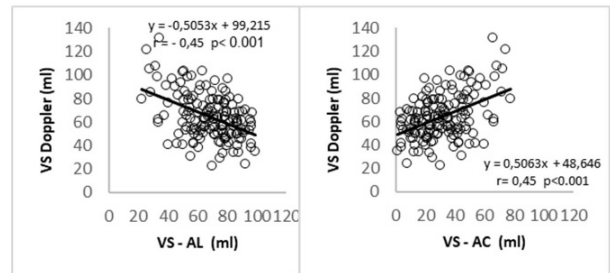 y = -0,5053x + 99,215
r= - 0,45 p< 0.001
VS Doppler (ml)
140
120
100
80
60
40
20
0
0 20 40 60 80 100 120
VS - AL (ml)
VS Doppler (ml)
140
120
100
80
60
40
20
0
y = 0,5063x + 48,646
r= 0,45 p<0.001
0 20 40 60 80 100 120
VS - AC (ml)